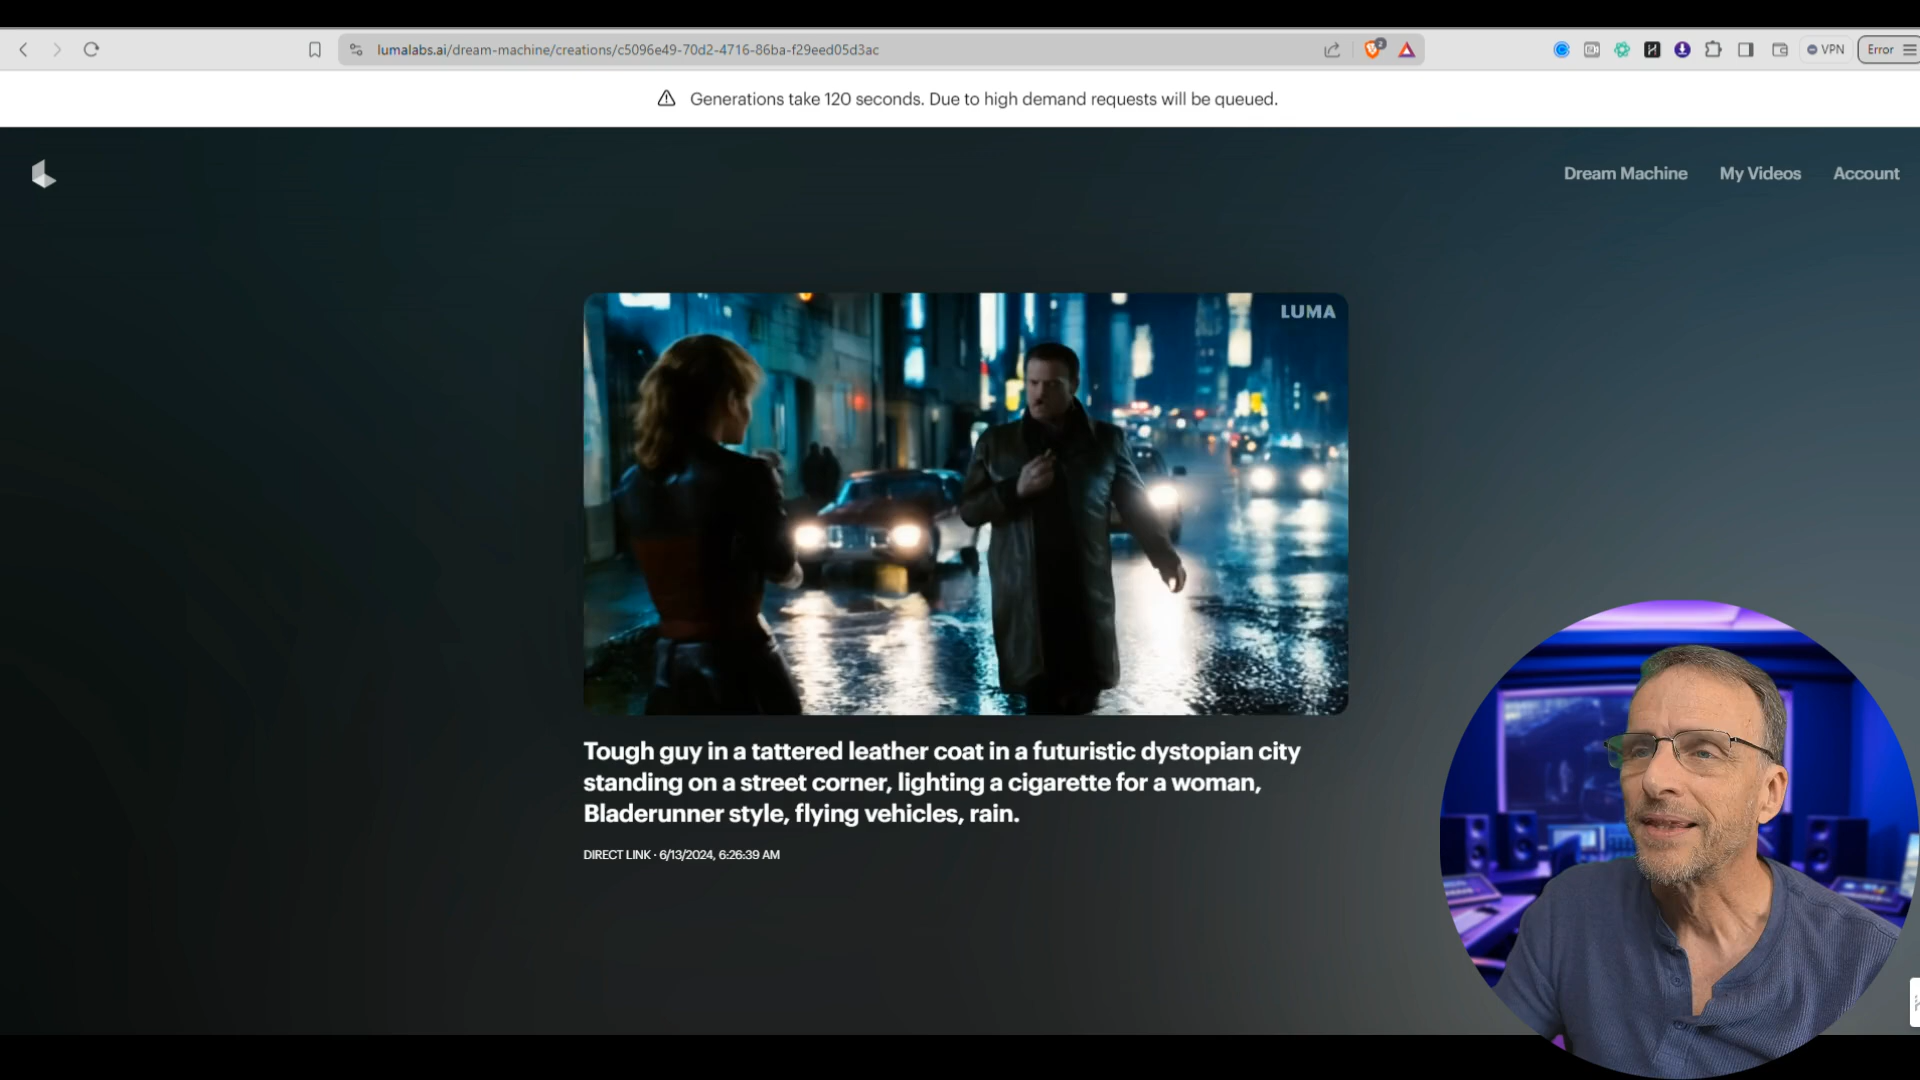 lumalabs.ai/dream-machine/creations/c5096e49-70d2-4716-86ba-f29eed05d3ac
2
VPN
Error
Generations take 120 seconds. Due to high demand requests will be queued.
Dream Machine
My Videos
Account
LUMA
Tough guy in a tattered leather coat in a futuristic dystopian city
standing on a street corner, lighting a cigarette for a woman,
Bladerunner style, flying vehicles, rain.
DIRECT LINK · 6/13/2024, 6:26:39 AM